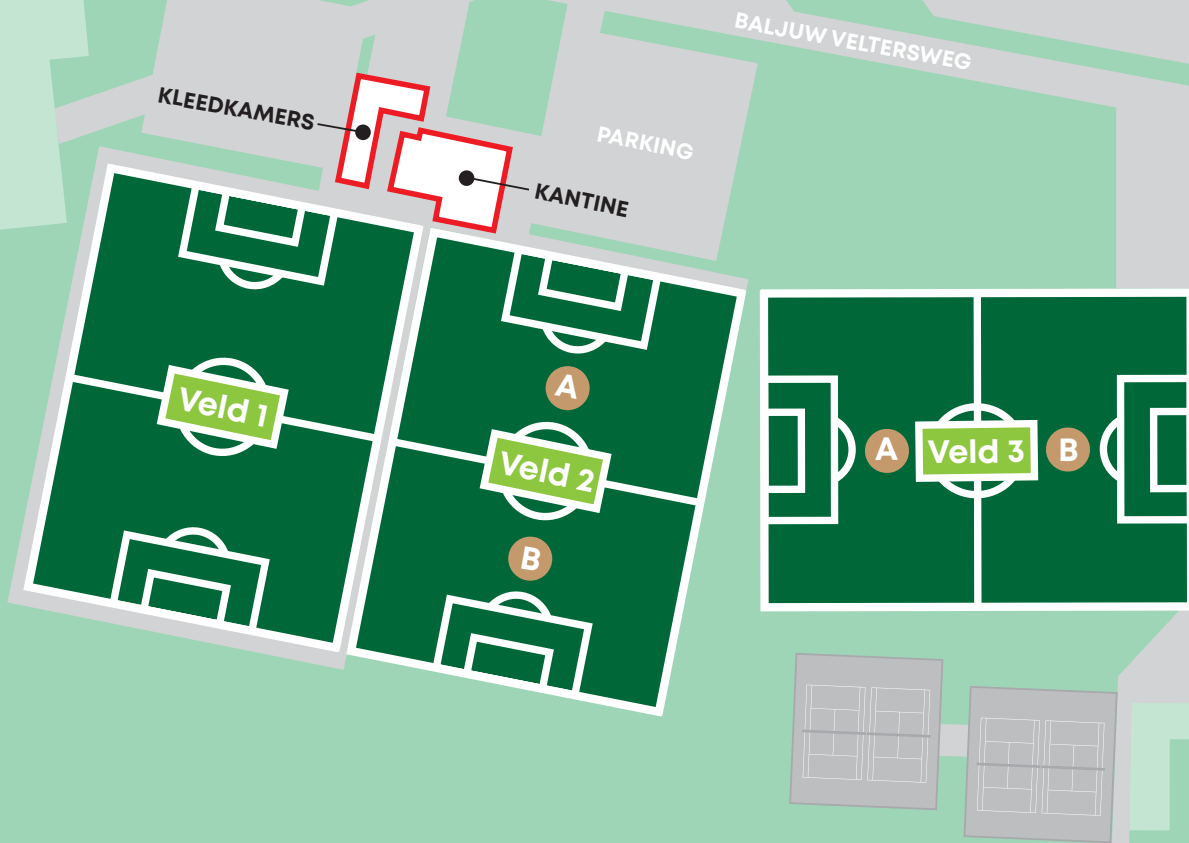 BALJUW VELTERSWEG
KLEEDKAMERS
PARKING
KANTINE
Veld 1
A
Veld 2
B
A
Veld 3
B